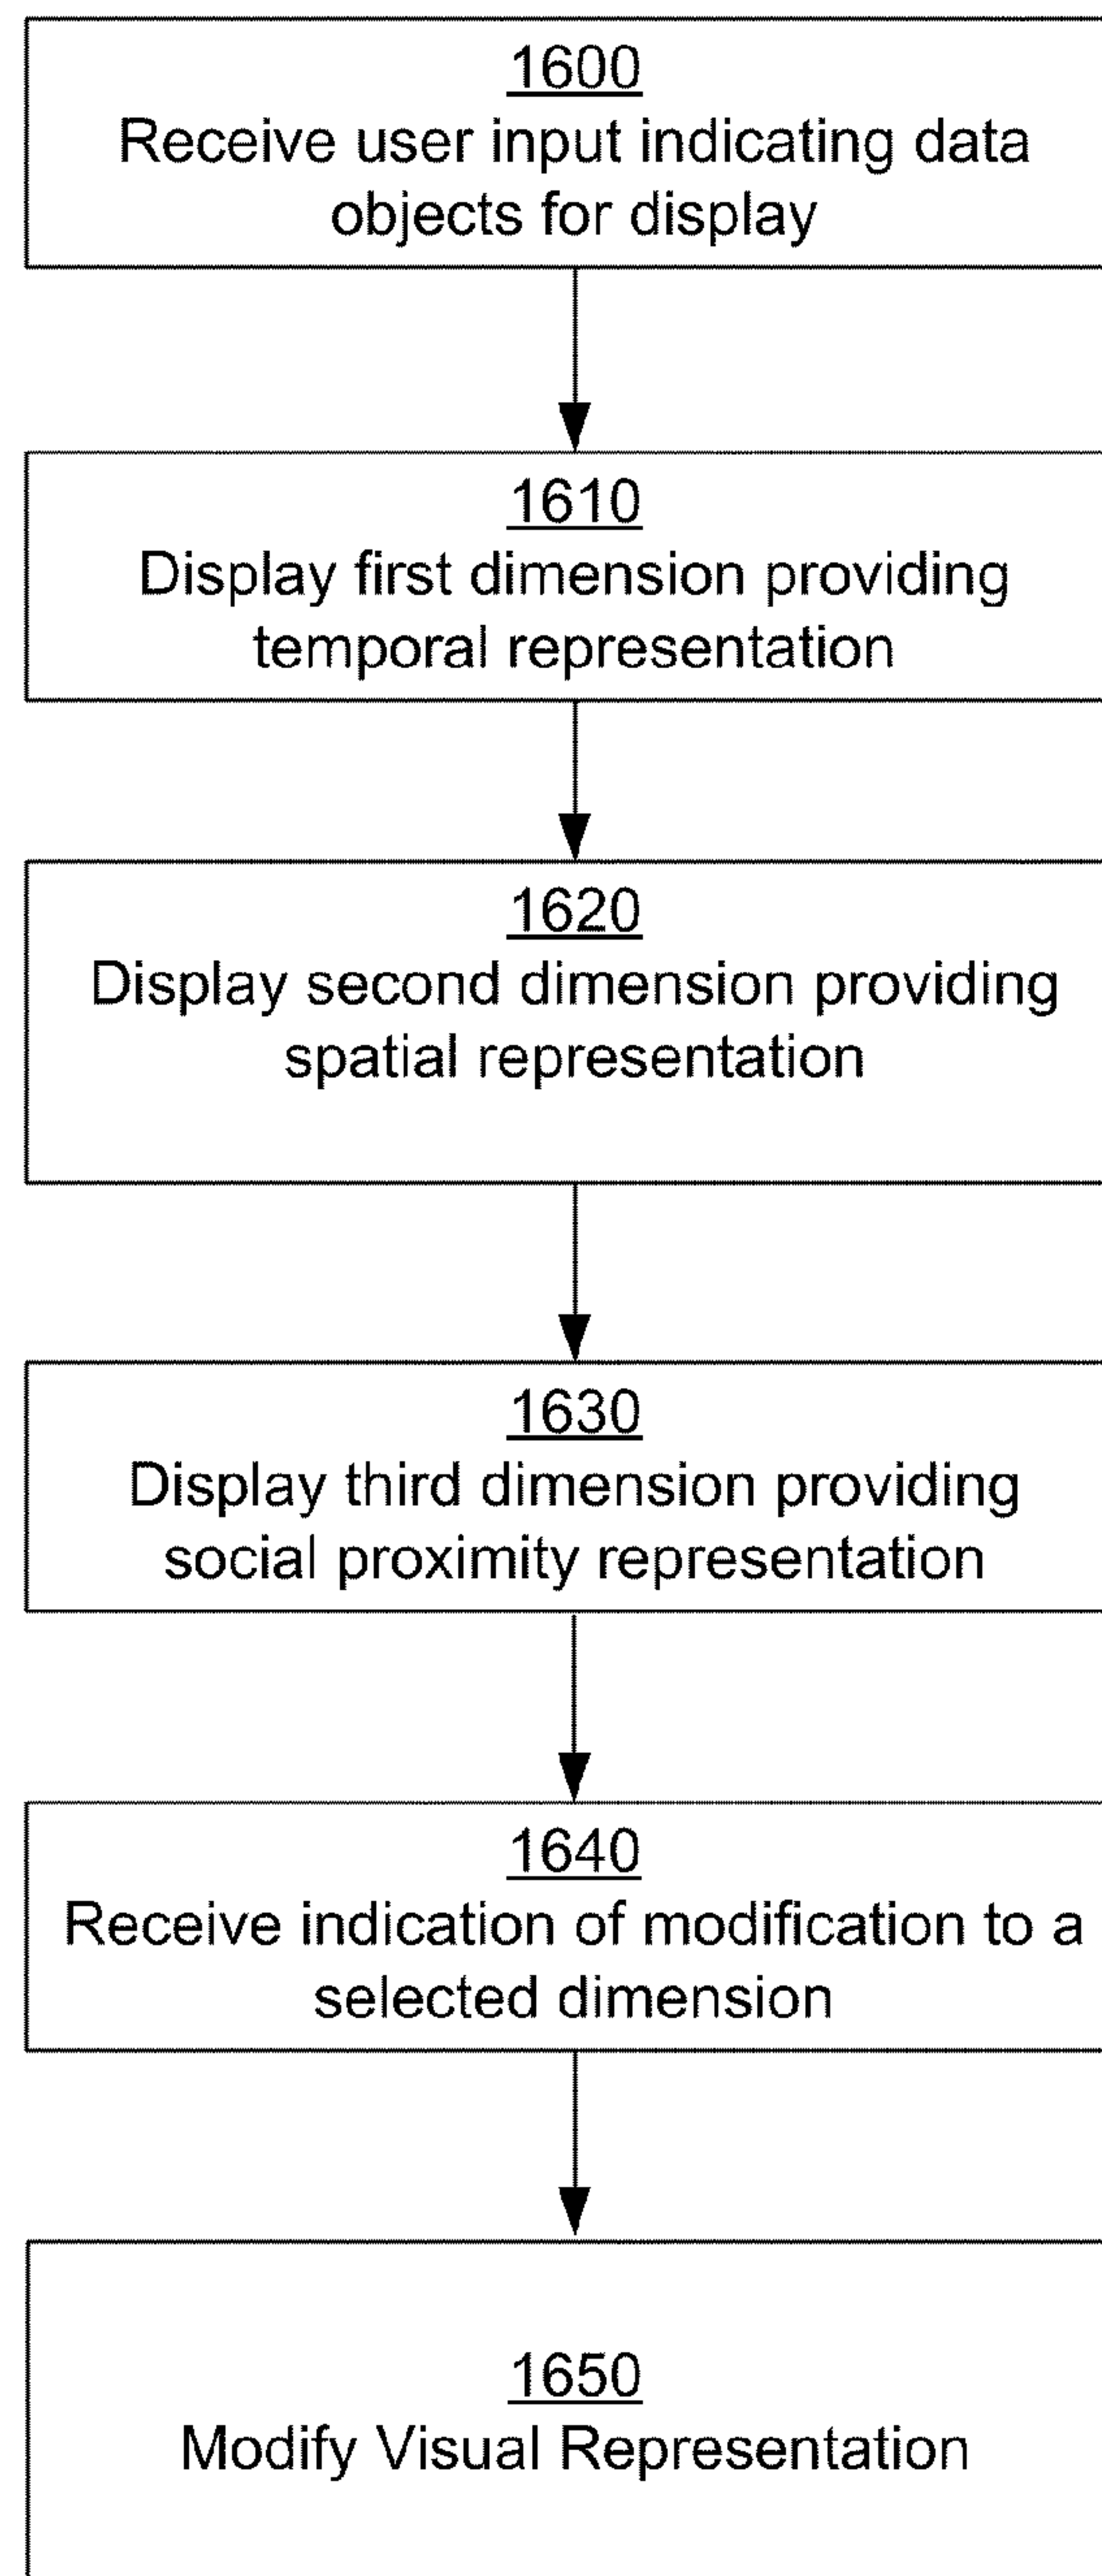 1600
Receive user input indicating data
objects for display
1610
Display first dimension providing
temporal representation
1620
Display second dimension providing
spatial representation
1630
Display third dimension providing
social proximity representation
1640
Receive indication of modification to a
selected dimension
1650
Modify Visual Representation